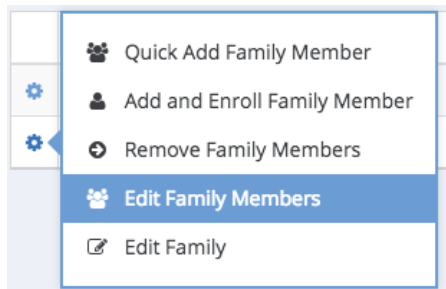 Quick Add Family Member
Add and Enroll Family Member
Remove Family Members
Edit Family Members
Edit Family